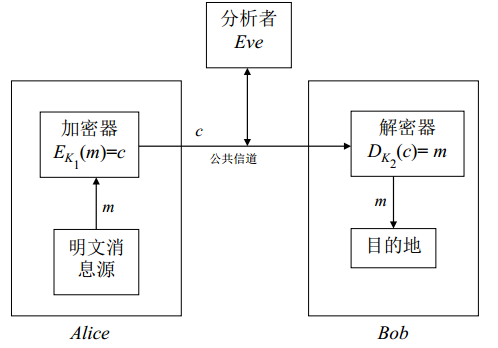 分析者
Eve
加密器
E_{K_1}(m)=c
c
公共信道
解密器
D_{K_2}(c)= m
m
m
明文消
息源
目的地
Alice
Bob